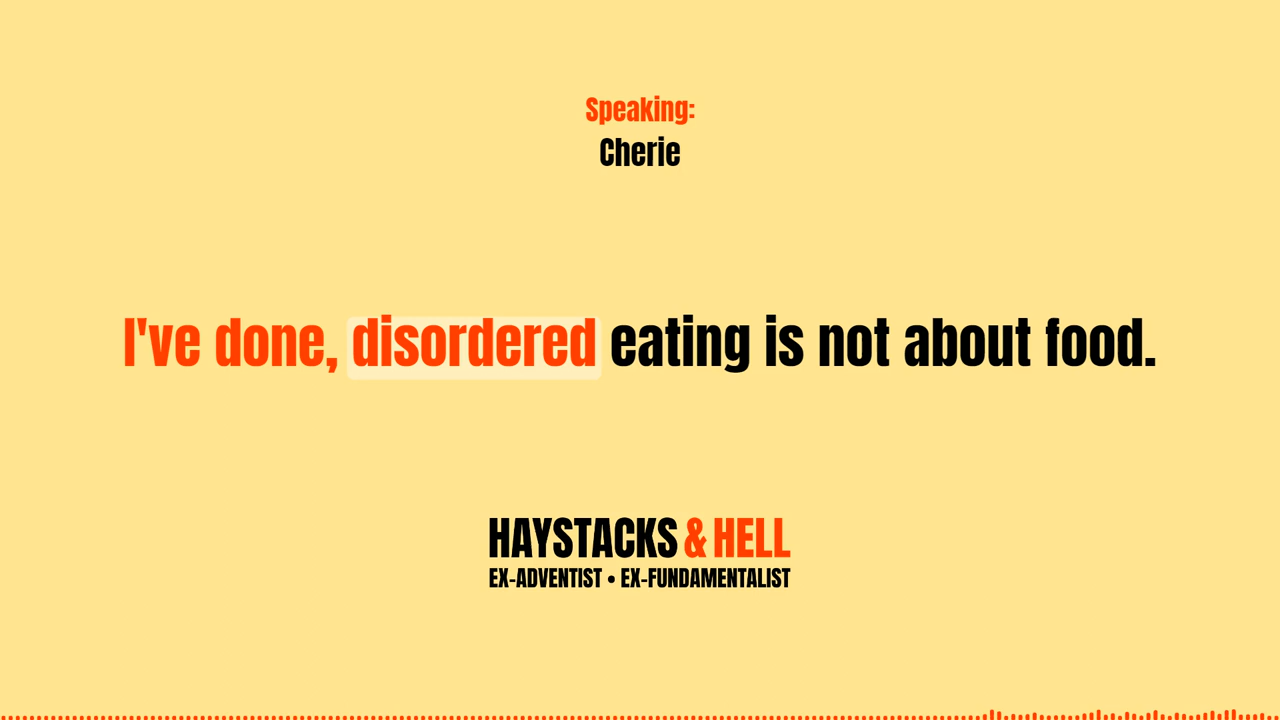 Speaking:
Cherie
I've done, disordered eating is not about food.
HAYSTACKS & HELL
EX-ADVENTIST • EX-FUNDAMENTALIST